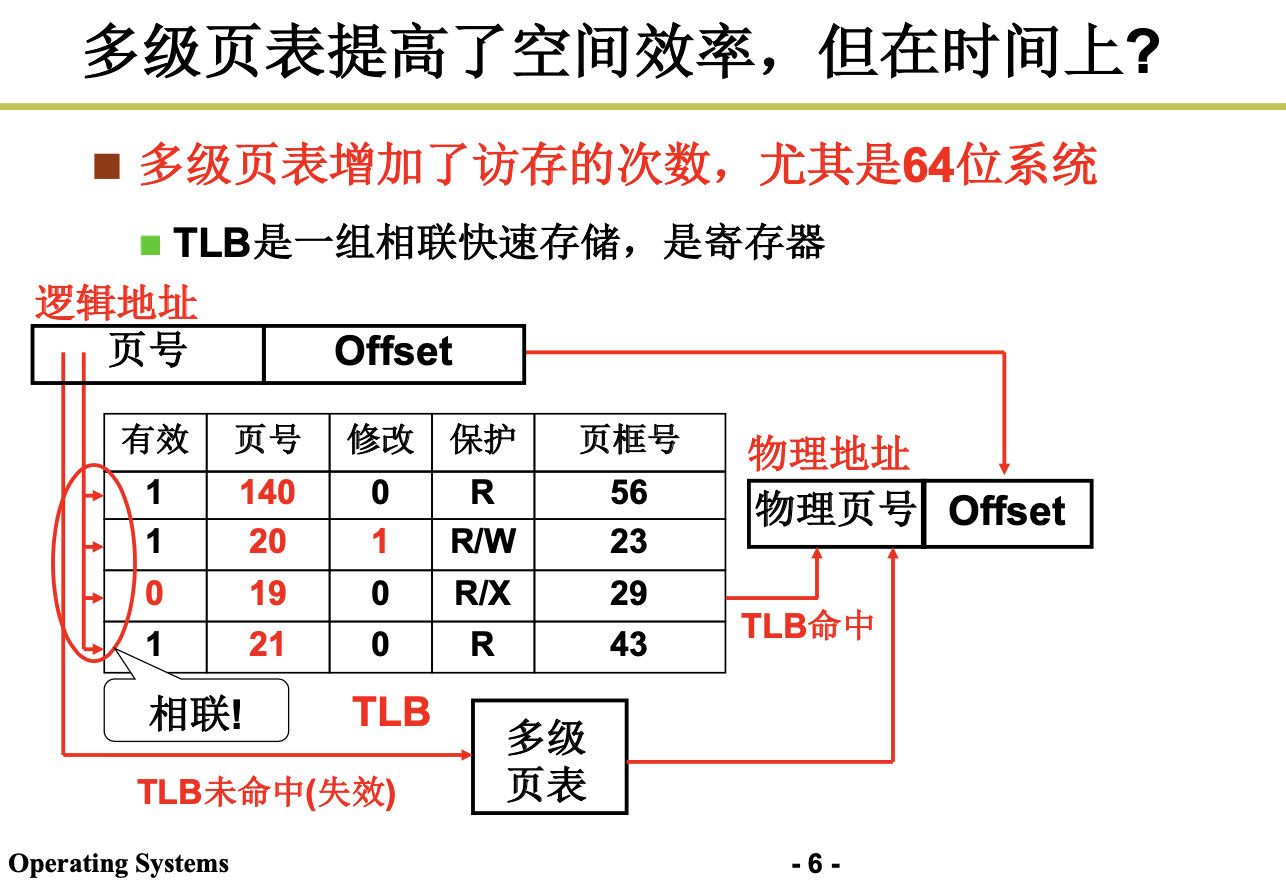 多级页表提高了空间效率，但在时间上?
多级页表增加了访存的次数，尤其是64位系统
TLB是一组相联快速存储，是寄存器
逻辑地址
页号 Offset
有效 页号 修改 保护 页框号
1 140 0 R 56
1 20 1 R/W 23
0 19 0 R/X 29
1 21 0 R 43
物理地址
物理页号 Offset
TLB命中
相联!
TLB
多级
页表
TLB未命中(失效)
Operating Systems
- 6 -